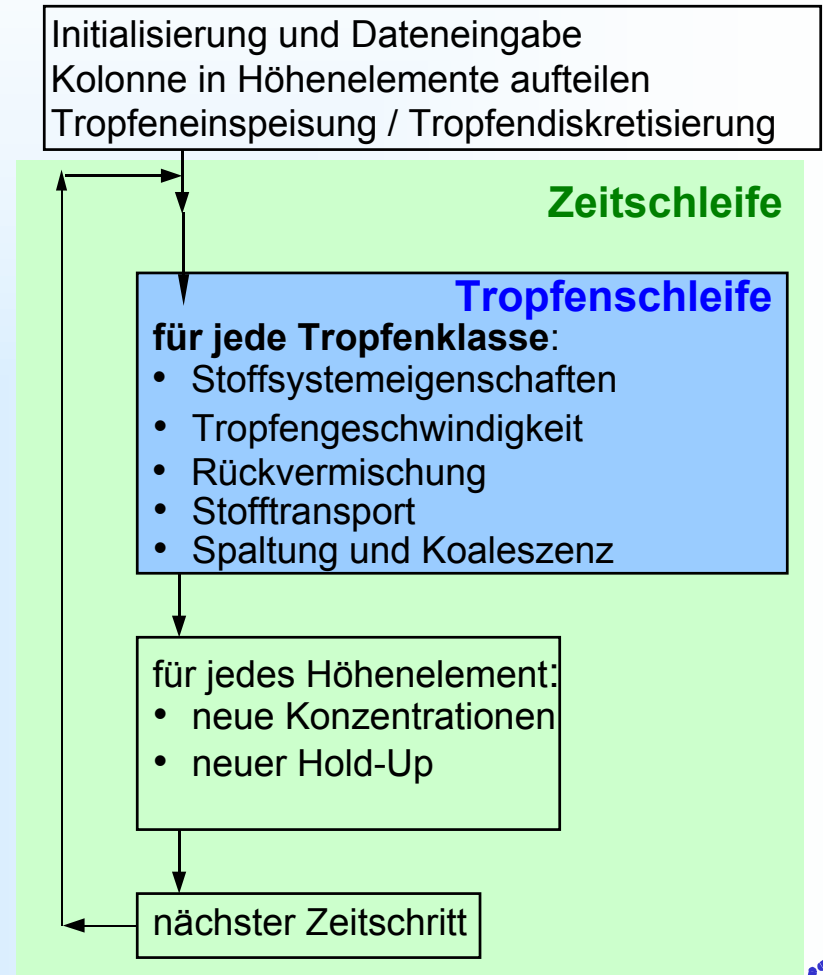 Initialisierung und Dateneingabe
Kolonne in Höhenelemente aufteilen
Tropfeneinspeisung / Tropfendiskretisierung
Zeitschleife
Tropfenschleife
für jede Tropfenklasse:
• Stoffsystemeigenschaften
• Tropfengeschwindigkeit
• Rückvermischung
• Stofftransport
• Spaltung und Koaleszenz
für jedes Höhenelement:
• neue Konzentrationen
• neuer Hold-Up
nächster Zeitschritt